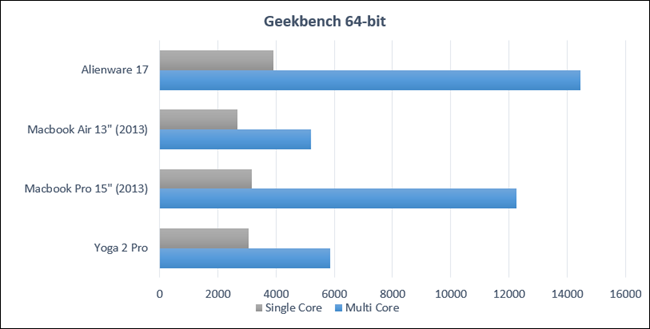 Geekbench 64-bit
Alienware 17
Macbook Air 13" (2013)
Macbook Pro 15" (2013)
Yoga 2 Pro
0 2000 4000 6000 8000 10000 12000 14000 16000
Single Core Multi Core